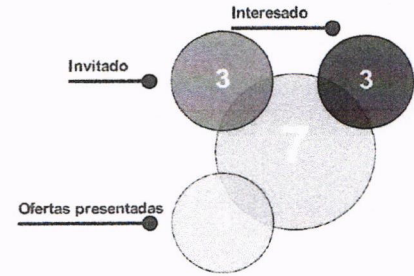 Interesado
Invitado
3
3
7
Ofertas presentadas